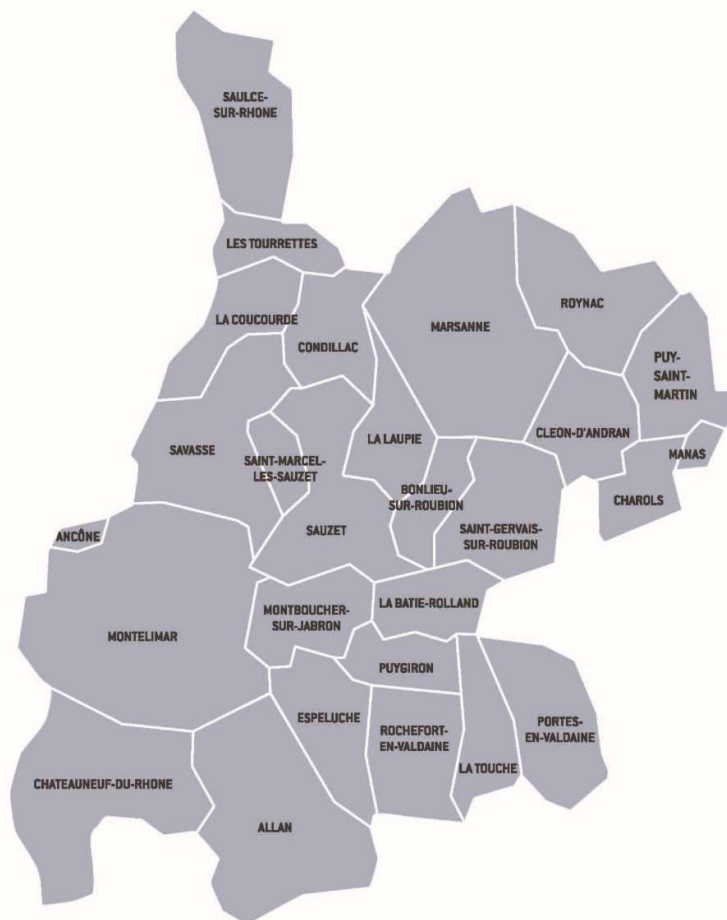 SAULCE-
SUR-RHONE
LES TOURRETTES
LA COUCOURDE
CONDILLAC
MARSANNE
ROYNAC
PUY-
SAINT-
MARTIN
SAVASSE
SAINT-MARCEL-
LES-SAUZET
LA LAUPIE
CLEON-D'ANDRAN
MANAS
BONLIEU-
SUR-ROUBION
CHAROLS
ANCÔNE
SAUZET
SAINT-GERVAIS-
SUR-ROUBION
MONTELIMAR
MONTBOUCHER-
SUR-JABRON
LA BATIE-ROLLAND
PUYGIRON
ESPELUCHE
ROCHEFORT-
EN-VALDAINE
PORTES-
EN-VALDAINE
LA TOUCHE
CHATEAUNEUF-DU-RHONE
ALLAN